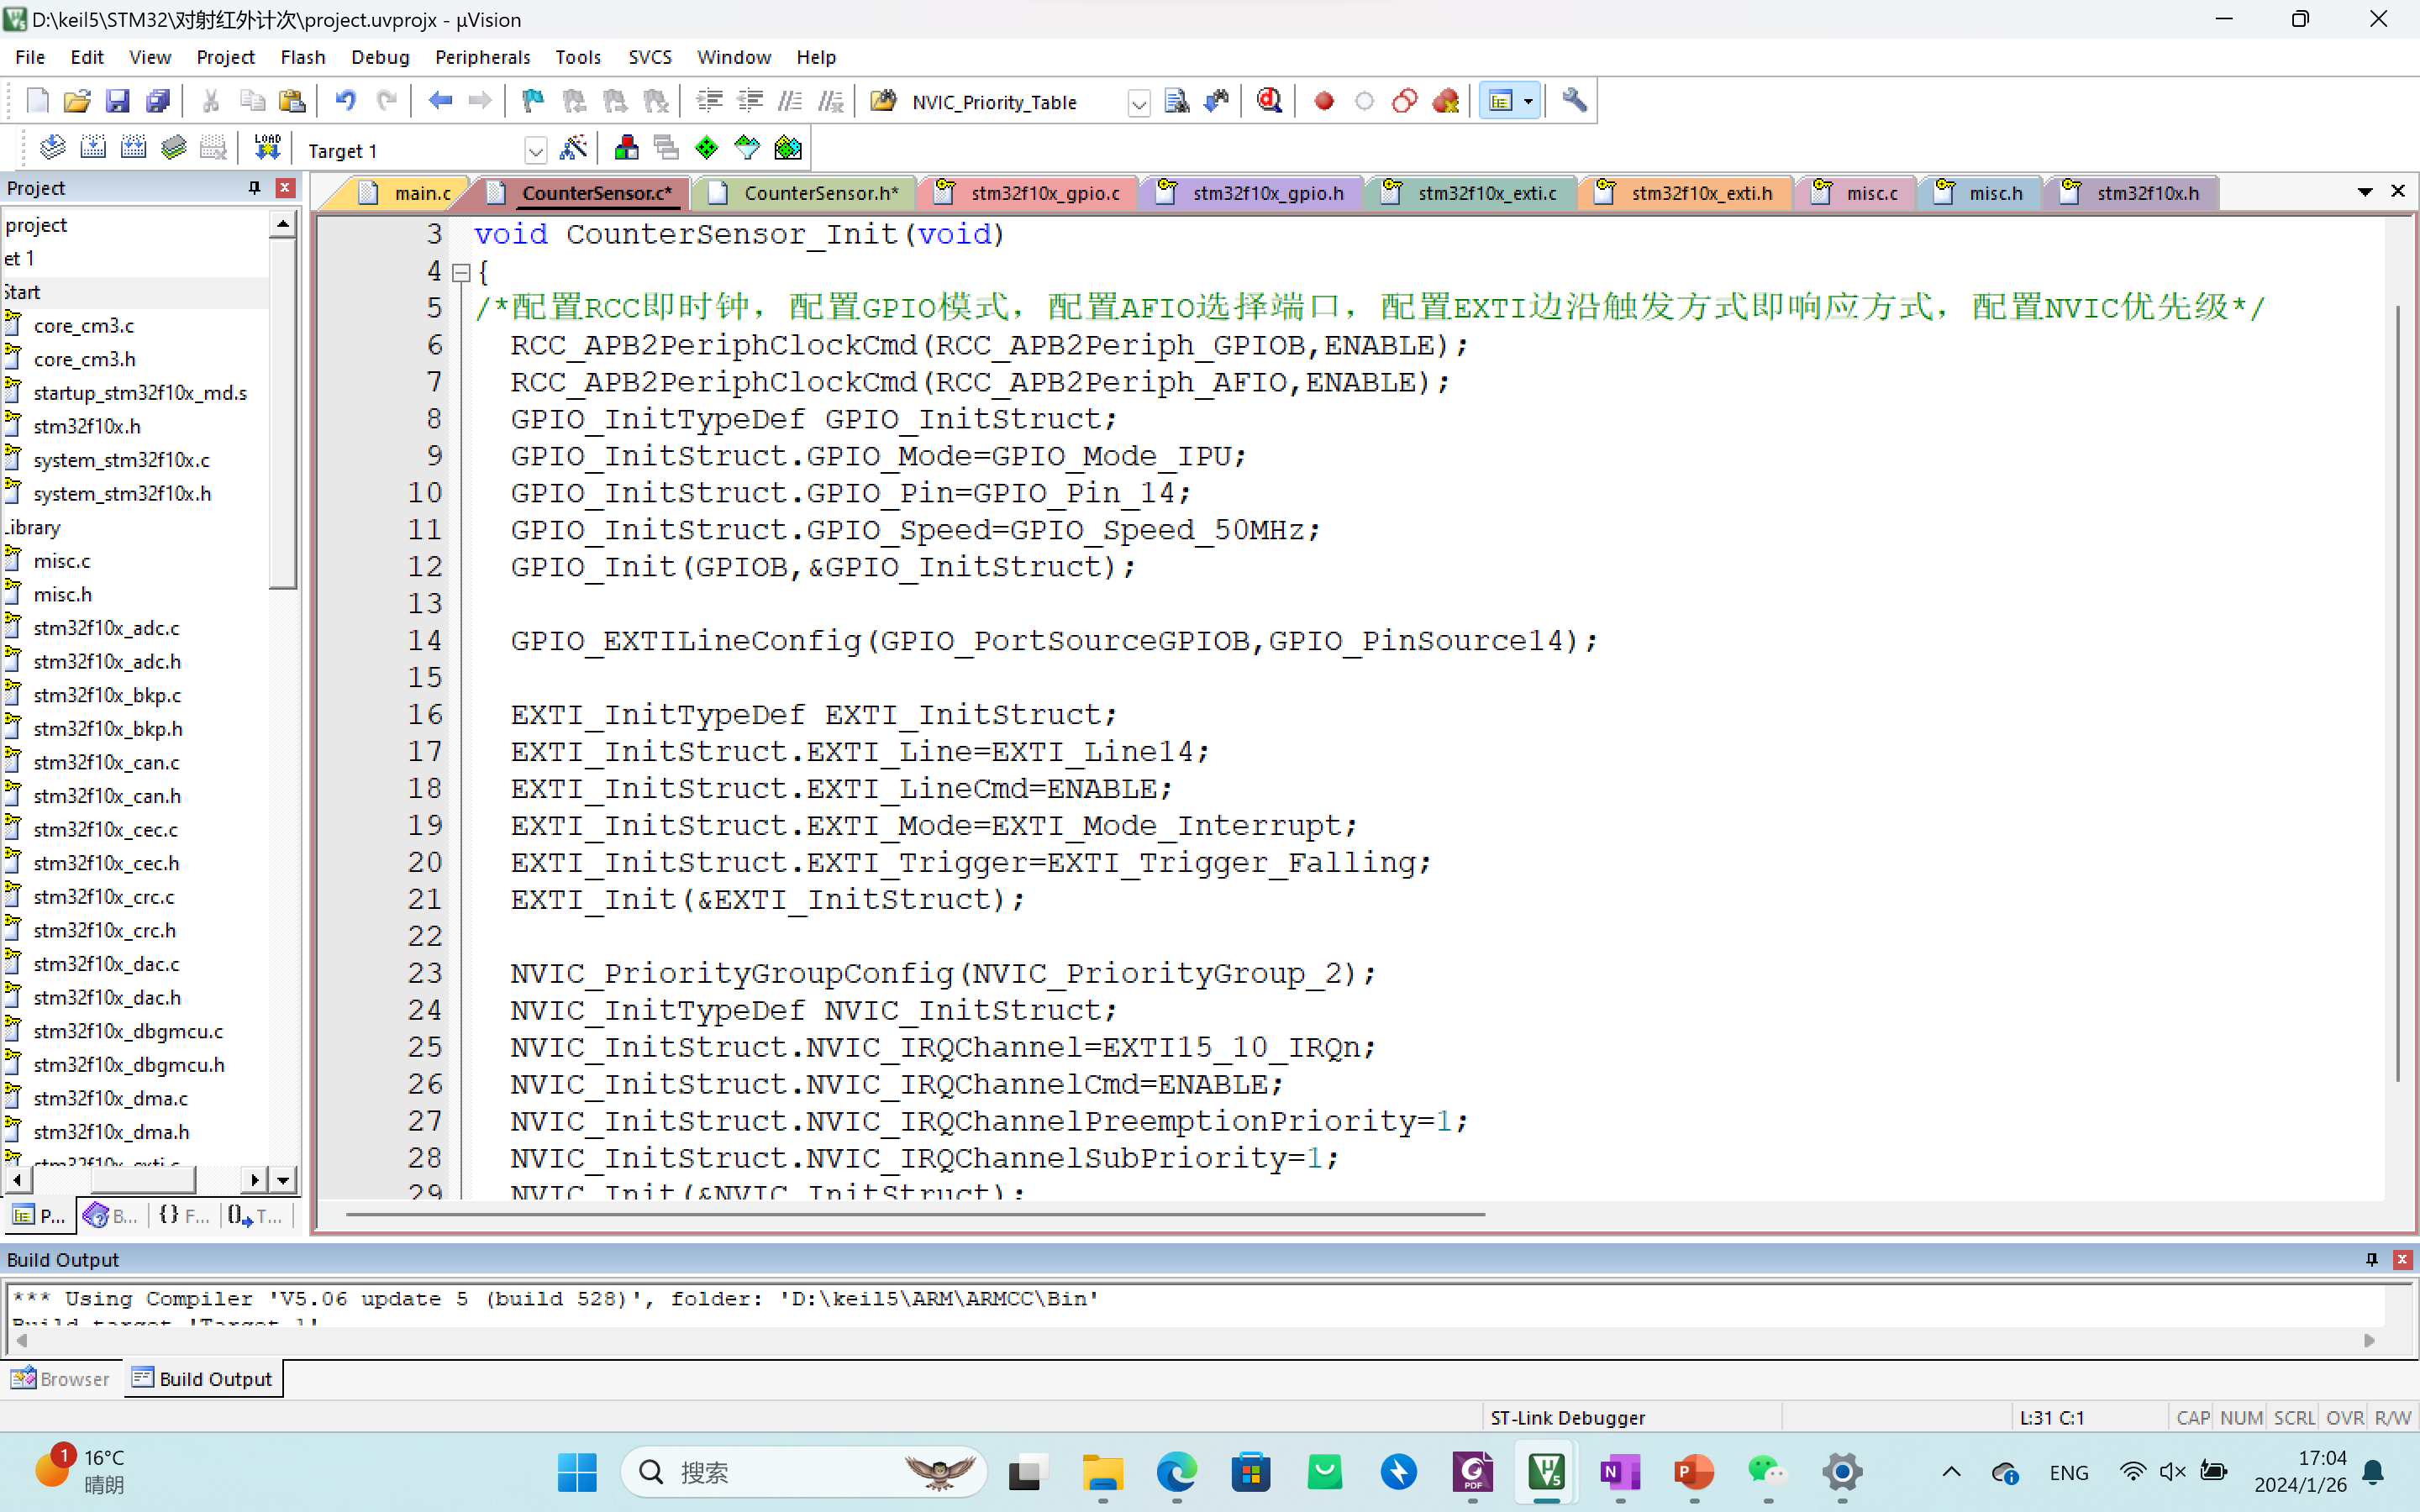 D:\keil5\STM32\对射红外计次\project.uvprojx - µVision
File Edit View Project Flash Debug Peripherals Tools SVCS Window Help
NVIC_Priority_Table
LOAD Target 1
Project
main.c CounterSensor.c* CounterSensor.h* stm32f10x_gpio.c stm32f10x_gpio.h stm32f10x_exti.c stm32f10x_exti.h misc.c misc.h stm32f10x.h
project
et 1
Start
core_cm3.c
core_cm3.h
startup_stm32f10x_md.s
stm32f10x.h
system_stm32f10x.c
system_stm32f10x.h
Library
misc.c
misc.h
stm32f10x_adc.c
stm32f10x_adc.h
stm32f10x_bkp.c
stm32f10x_bkp.h
stm32f10x_can.c
stm32f10x_can.h
stm32f10x_cec.c
stm32f10x_cec.h
stm32f10x_crc.c
stm32f10x_crc.h
stm32f10x_dac.c
stm32f10x_dac.h
stm32f10x_dbgmcu.c
stm32f10x_dbgmcu.h
stm32f10x_dma.c
stm32f10x_dma.h
stm32f10x_exti.c
P... B... {} F... T...
3 void CounterSensor_Init(void)
4 {
5 /*配置RCC即时钟，配置GPIO模式，配置AFIO选择端口，配置EXTI边沿触发方式即响应方式，配置NVIC优先级*/
6 RCC_APB2PeriphClockCmd(RCC_APB2Periph_GPIOB,ENABLE);
7 RCC_APB2PeriphClockCmd(RCC_APB2Periph_AFIO,ENABLE);
8 GPIO_InitTypeDef GPIO_InitStruct;
9 GPIO_InitStruct.GPIO_Mode=GPIO_Mode_IPU;
10 GPIO_InitStruct.GPIO_Pin=GPIO_Pin_14;
11 GPIO_InitStruct.GPIO_Speed=GPIO_Speed_50MHz;
12 GPIO_Init(GPIOB,&GPIO_InitStruct);
13
14 GPIO_EXTILineConfig(GPIO_PortSourceGPIOB,GPIO_PinSource14);
15
16 EXTI_InitTypeDef EXTI_InitStruct;
17 EXTI_InitStruct.EXTI_Line=EXTI_Line14;
18 EXTI_InitStruct.EXTI_LineCmd=ENABLE;
19 EXTI_InitStruct.EXTI_Mode=EXTI_Mode_Interrupt;
20 EXTI_InitStruct.EXTI_Trigger=EXTI_Trigger_Falling;
21 EXTI_Init(&EXTI_InitStruct);
22
23 NVIC_PriorityGroupConfig(NVIC_PriorityGroup_2);
24 NVIC_InitTypeDef NVIC_InitStruct;
25 NVIC_InitStruct.NVIC_IRQChannel=EXTI15_10_IRQn;
26 NVIC_InitStruct.NVIC_IRQChannelCmd=ENABLE;
27 NVIC_InitStruct.NVIC_IRQChannelPreemptionPriority=1;
28 NVIC_InitStruct.NVIC_IRQChannelSubPriority=1;
29 NVIC_Init(&NVIC_InitStruct);
Build Output
*** Using Compiler 'V5.06 update 5 (build 528)', folder: 'D:\keil5\ARM\ARMCC\Bin'
Build target 'Target 1'
Browser Build Output
ST-Link Debugger L:31 C:1 CAP NUM SCRL OVR R/W
1 16°C
晴朗
搜索
ENG
17:04
2024/1/26